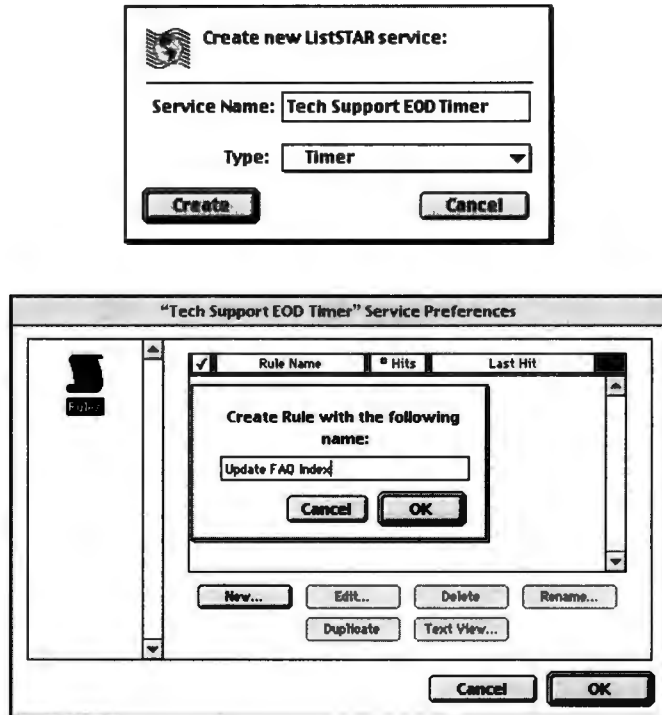 Create new ListSTAR service:
Service Name: Tech Support EOD Timer
Type: Timer
Create Cancel
"Tech Support EOD Timer" Service Preferences
Rules
✓ Rule Name * Hits Last Hit
Create Rule with the following
name:
Update FAQ Index
Cancel OK
New... Edit... Delete Rename...
Duplicate Text View...
Cancel OK